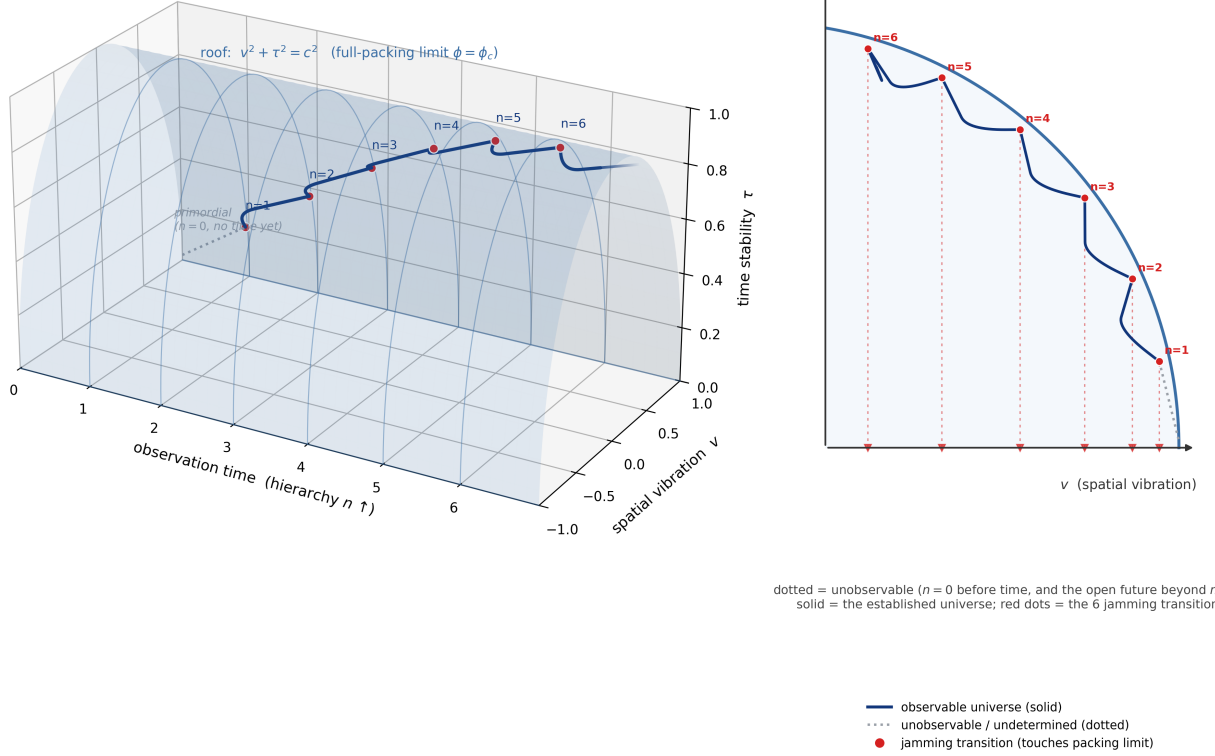 roof: v² + τ² = c² (full-packing limit ϕ = ϕc)
n=1
n=2
n=3
n=4
n=5
n=6
primordial
(n = 0, no time yet)
0
1
2
3
4
5
6
observation time (hierarchy n ↑)
−1.0
−0.5
0.0
0.5
1.0
spatial vibration v
0.0
0.2
0.4
0.6
0.8
1.0
time stability τ
n=6
n=5
n=4
n=3
n=2
n=1
v (spatial vibration)
dotted = unobservable (n = 0 before time, and the open future beyond
solid = the established universe; red dots = the 6 jamming transition
observable universe (solid)
unobservable / undetermined (dotted)
jamming transition (touches packing limit)